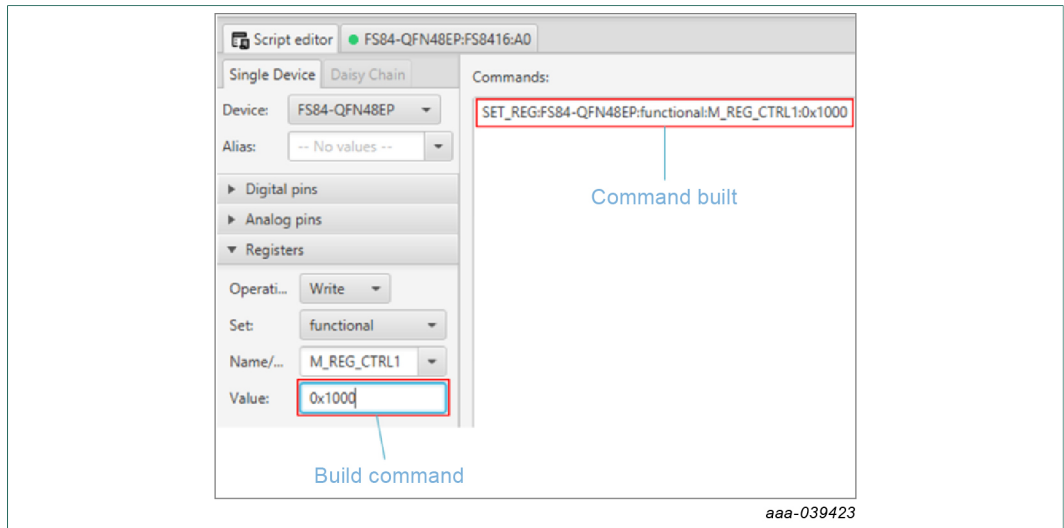 Script editor
FS84-QFN48EP:FS8416:A0
Single Device
Daisy Chain
Device:
FS84-QFN48EP
Alias:
-- No values --
Digital pins
Analog pins
Registers
Operati...
Write
Set:
functional
Name/...
M_REG_CTRL1
Value:
0x1000
Build command
Commands:
SET_REG:FS84-QFN48EP:functional:M_REG_CTRL1:0x1000
Command built
aaa-039423